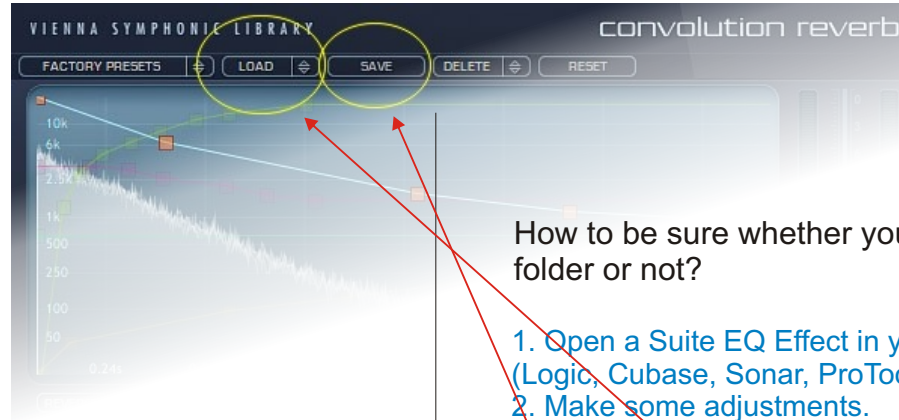 VIENNA SYMPHONIC LIBRARY
convolution reverb
FACTORY PRESETS LOAD SAVE DELETE RESET
10k
6k
2.5k
1k
500
250
100
50
How to be sure whether you
folder or not?
1. Open a Suite EQ Effect in y
(Logic, Cubase, Sonar, ProToo
2. Make some adjustments.